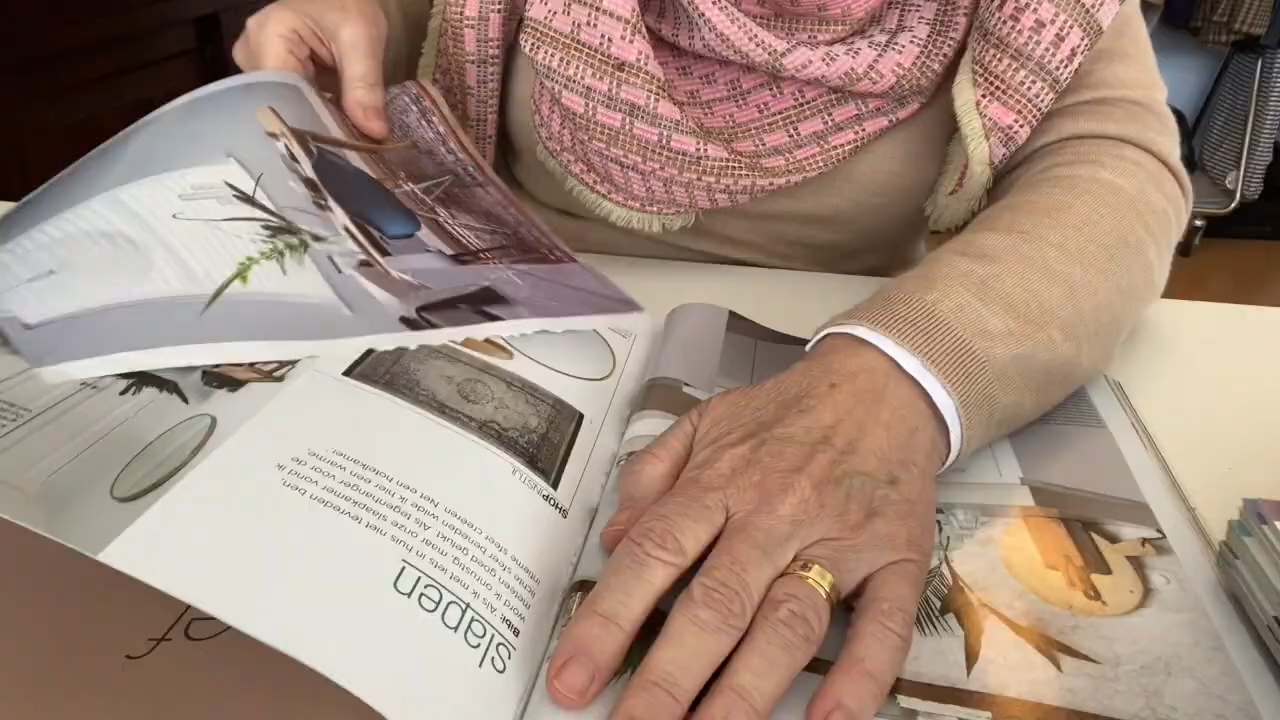 slapen
Bibi: 'Als ik met iets in huis niet tevreden ben,
word ik onrustig, maar onze slaapkamer vond ik
meteen goed gelukt. Als tegenhanger voor de
lichte sfeer beneden wilde ik hier een warme,
intieme sfeer creëren. Net een hotelkamer.'
SHOPINSTIJL